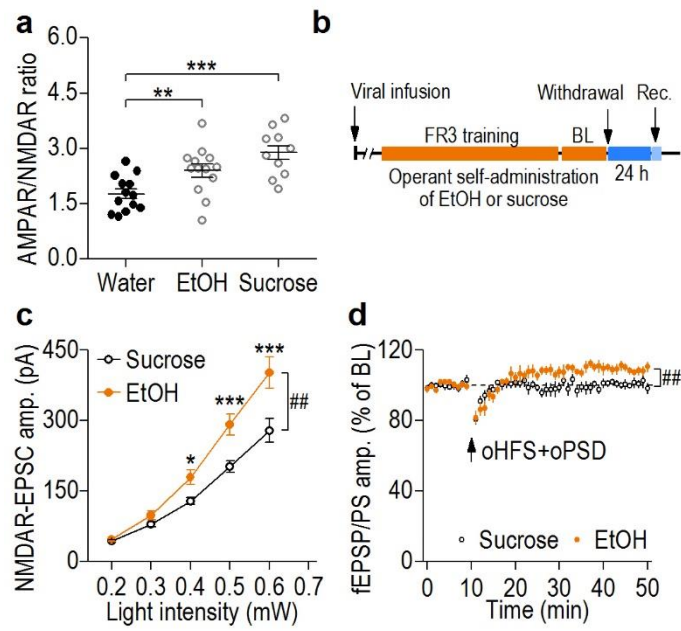 a
AMPAR/NMDAR ratio
6.0
4.5
3.0
1.5
0.0
**
***
Water
EtOH
Sucrose
b
Viral infusion
Withdrawal
Rec.
FR3 training
BL
Operant self-administration
of EtOH or sucrose
24 h
c
NMDAR-EPSC amp. (pA)
450
300
150
0
Sucrose
EtOH
*
***
***
##
0.2
0.3
0.4
0.5
0.6
0.7
Light intensity (mW)
d
fEPSP/PS amp. (% of BL)
120
80
40
0
oHFS+oPSD
##
Sucrose
EtOH
0
10
20
30
40
50
Time (min)